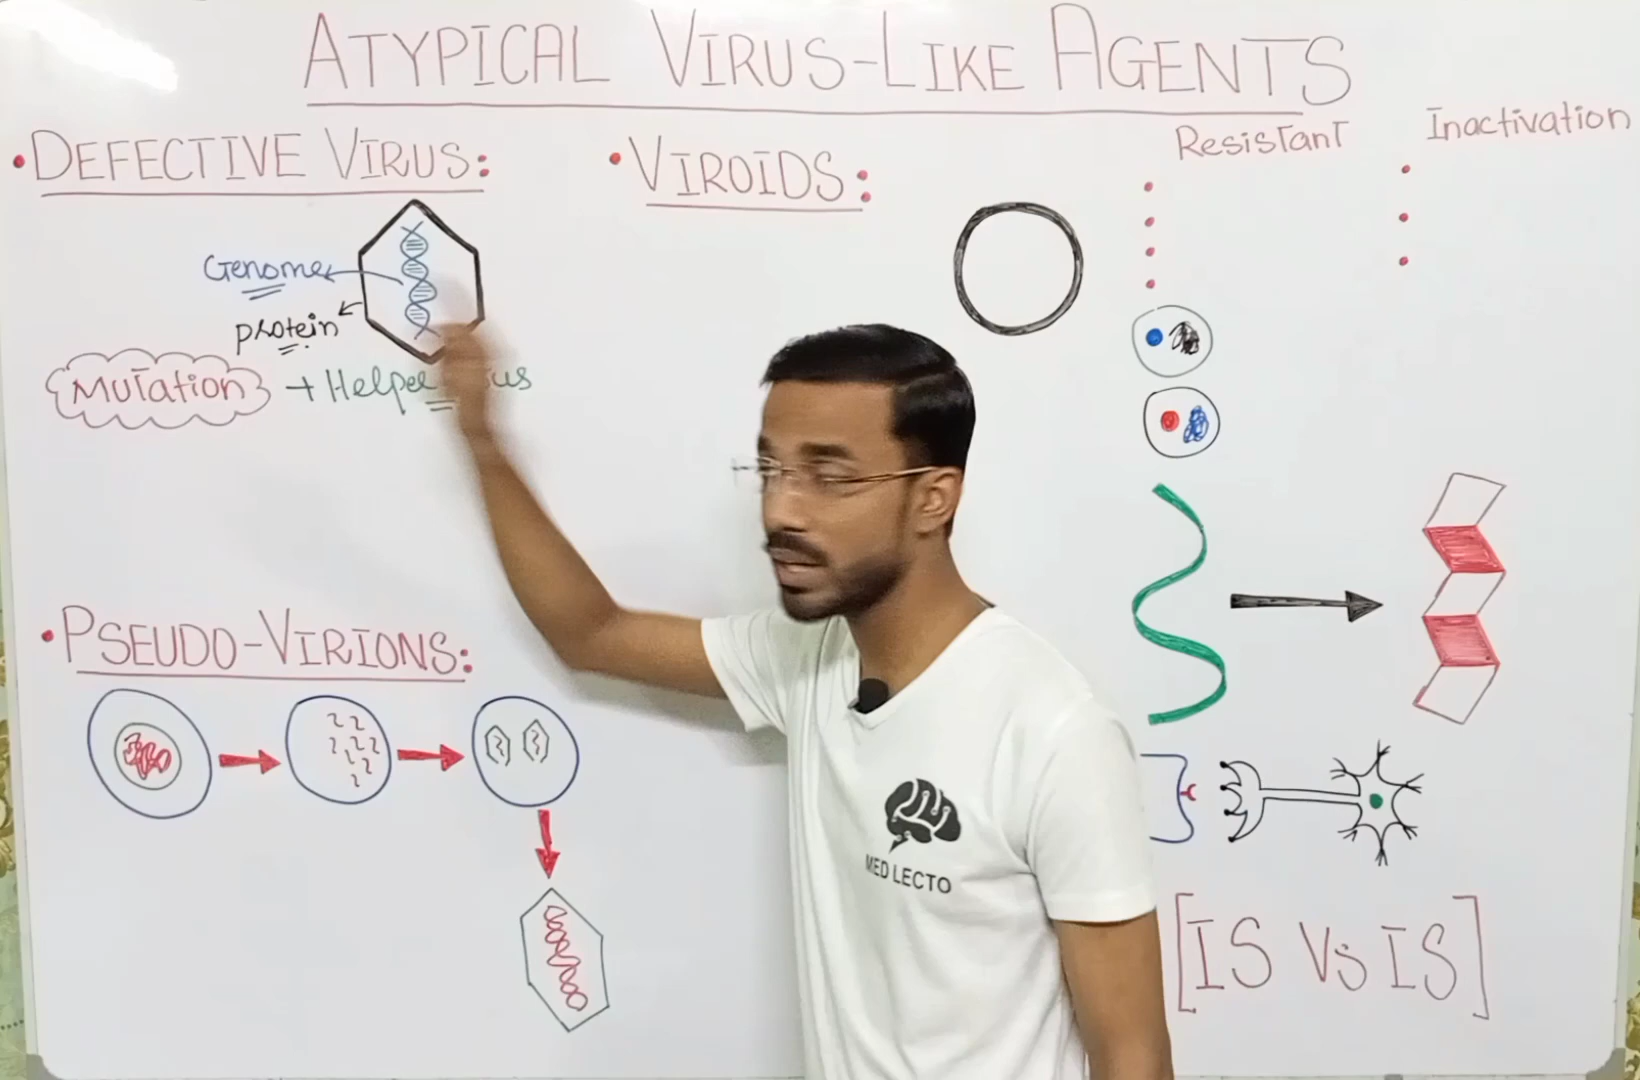 ATYPICAL VIRUS-LIKE AGENTS
• DEFECTIVE VIRUS:
Genome
protein
Mutation + Helper
• VIROIDS:
Resistant
Inactivation
• PSEUDO-VIRIONS:
MED LECTO
[IS Vs IS]